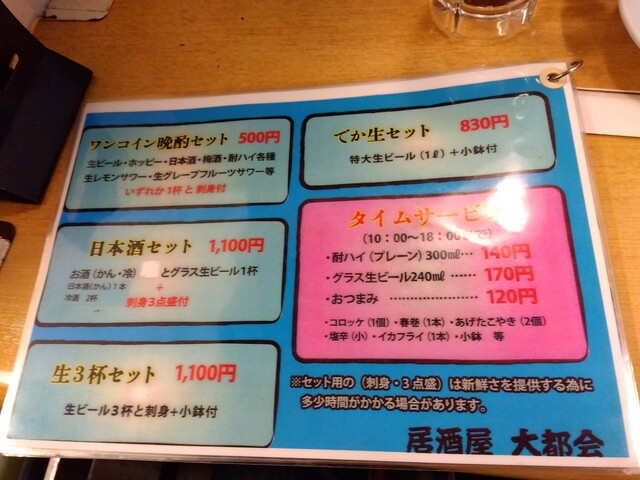 ワンコイン晩酌セット 500円
生ビール・ホッピー・日本酒・梅酒・酎ハイ各種
生レモンサワー・生グレープフルーツサワー等
いずれか1杯と刺身付
日本酒セット 1,100円
お酒(かん・冷) とグラス生ビール1杯
日本酒(かん)1本
冷酒 2杯
+
刺身3点盛付
生3杯セット 1,100円
生ビール3杯と刺身+小鉢付
でか生セット 830円
特大生ビール(1ℓ)+小鉢付
タイムサービ
(10:00~18:00 で)
・酎ハイ(プレーン)300㎖… 140円
・グラス生ビール240㎖ …… 170円
・おつまみ ………………… 120円
・コロッケ(1個)・春巻(1本)・あげたこやき(2個)
・塩辛(小)・イカフライ(1本)・小鉢 等
※セット用の(刺身・3点盛)は新鮮さを提供する為に
多少時間がかかる場合があります。
居酒屋 大都会